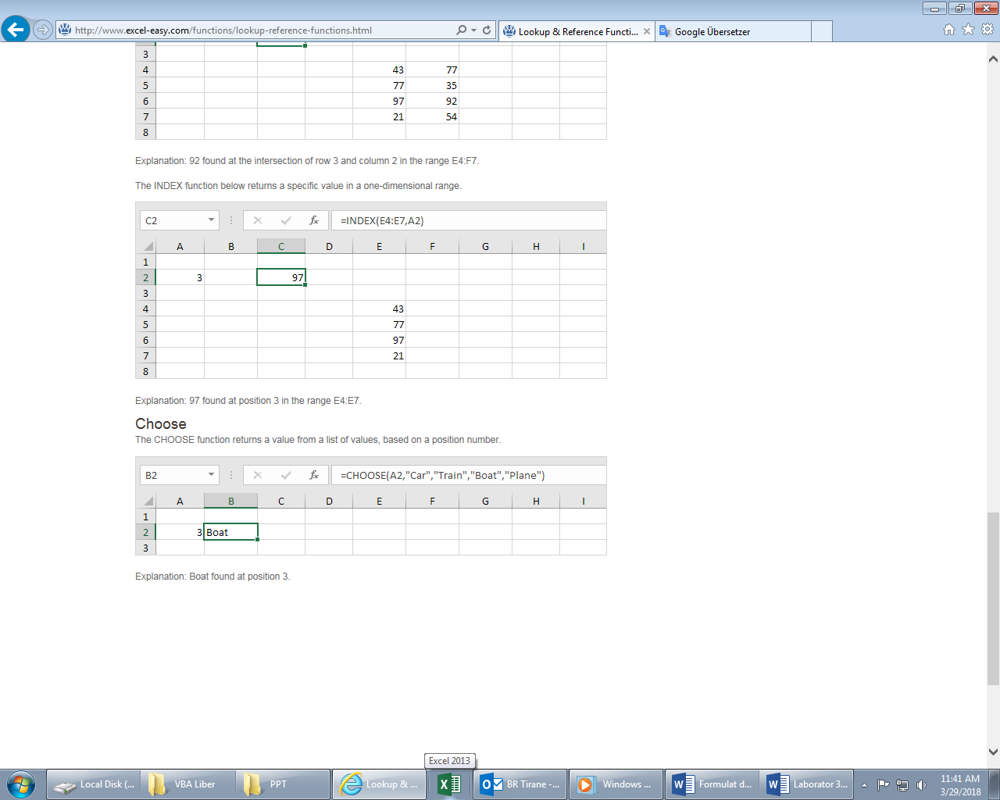 http://www.excel-easy.com/functions/lookup-reference-functions.html
Lookup & Reference Functi...
Google Übersetzer
3
4 43 77
5 77 35
6 97 92
7 21 54
8
Explanation: 92 found at the intersection of row 3 and column 2 in the range E4:F7.
The INDEX function below returns a specific value in a one-dimensional range.
C2 fx =INDEX(E4:E7,A2)
A B C D E F G H I
1
2 3 97
3
4 43
5 77
6 97
7 21
8
Explanation: 97 found at position 3 in the range E4:E7.
Choose
The CHOOSE function returns a value from a list of values, based on a position number.
B2 fx =CHOOSE(A2,"Car","Train","Boat","Plane")
A B C D E F G H I
1
2 3 Boat
3
Explanation: Boat found at position 3.
Excel 2013
Local Disk (...
VBA Liber
PPT
Lookup & ...
BR Tirane -...
Windows ...
Formulat d...
Laborator 3...
11:41 AM
3/29/2018